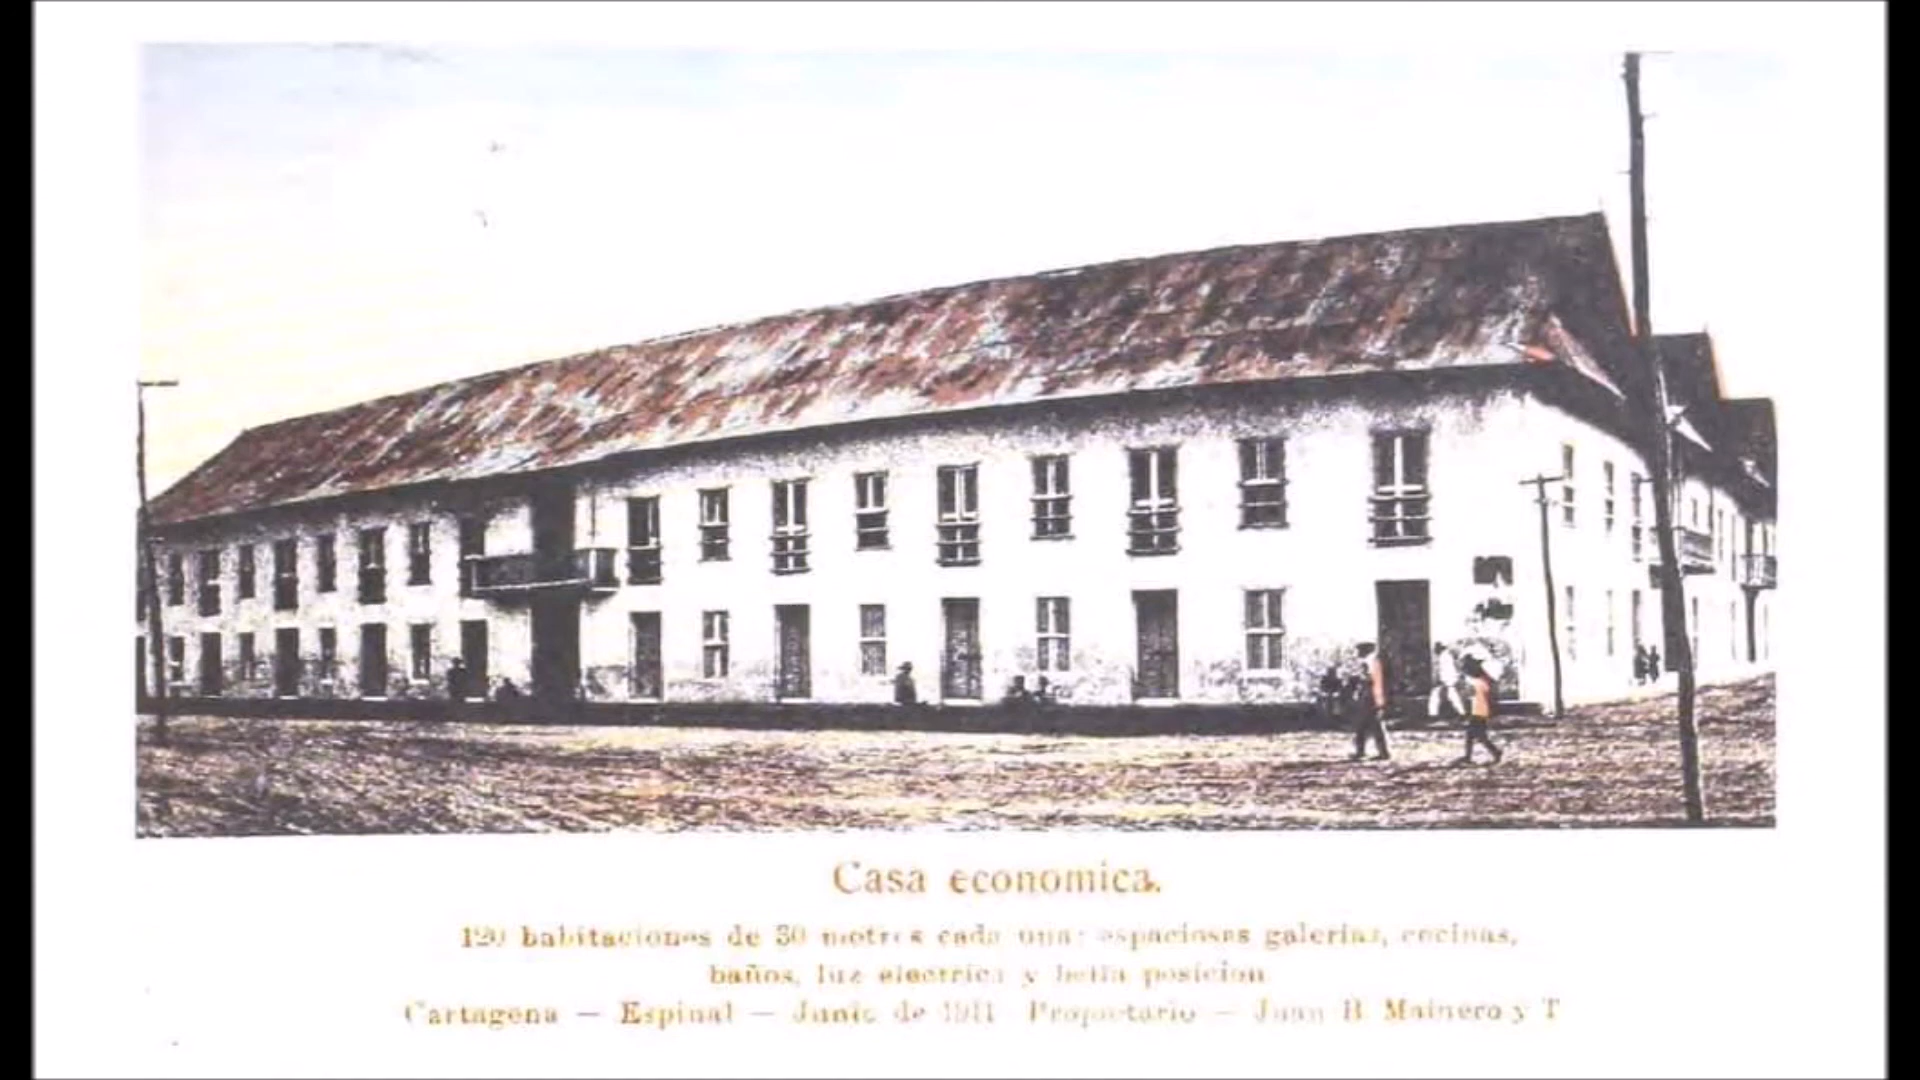 Casa economica.
120 habitaciones de 30 metros cada una: espaciosas galerias, cocinas,
baños, luz electrica y bella posicion
Cartagena — Espinal — Junio de 1911 Propietario — Juan B Mainero y T